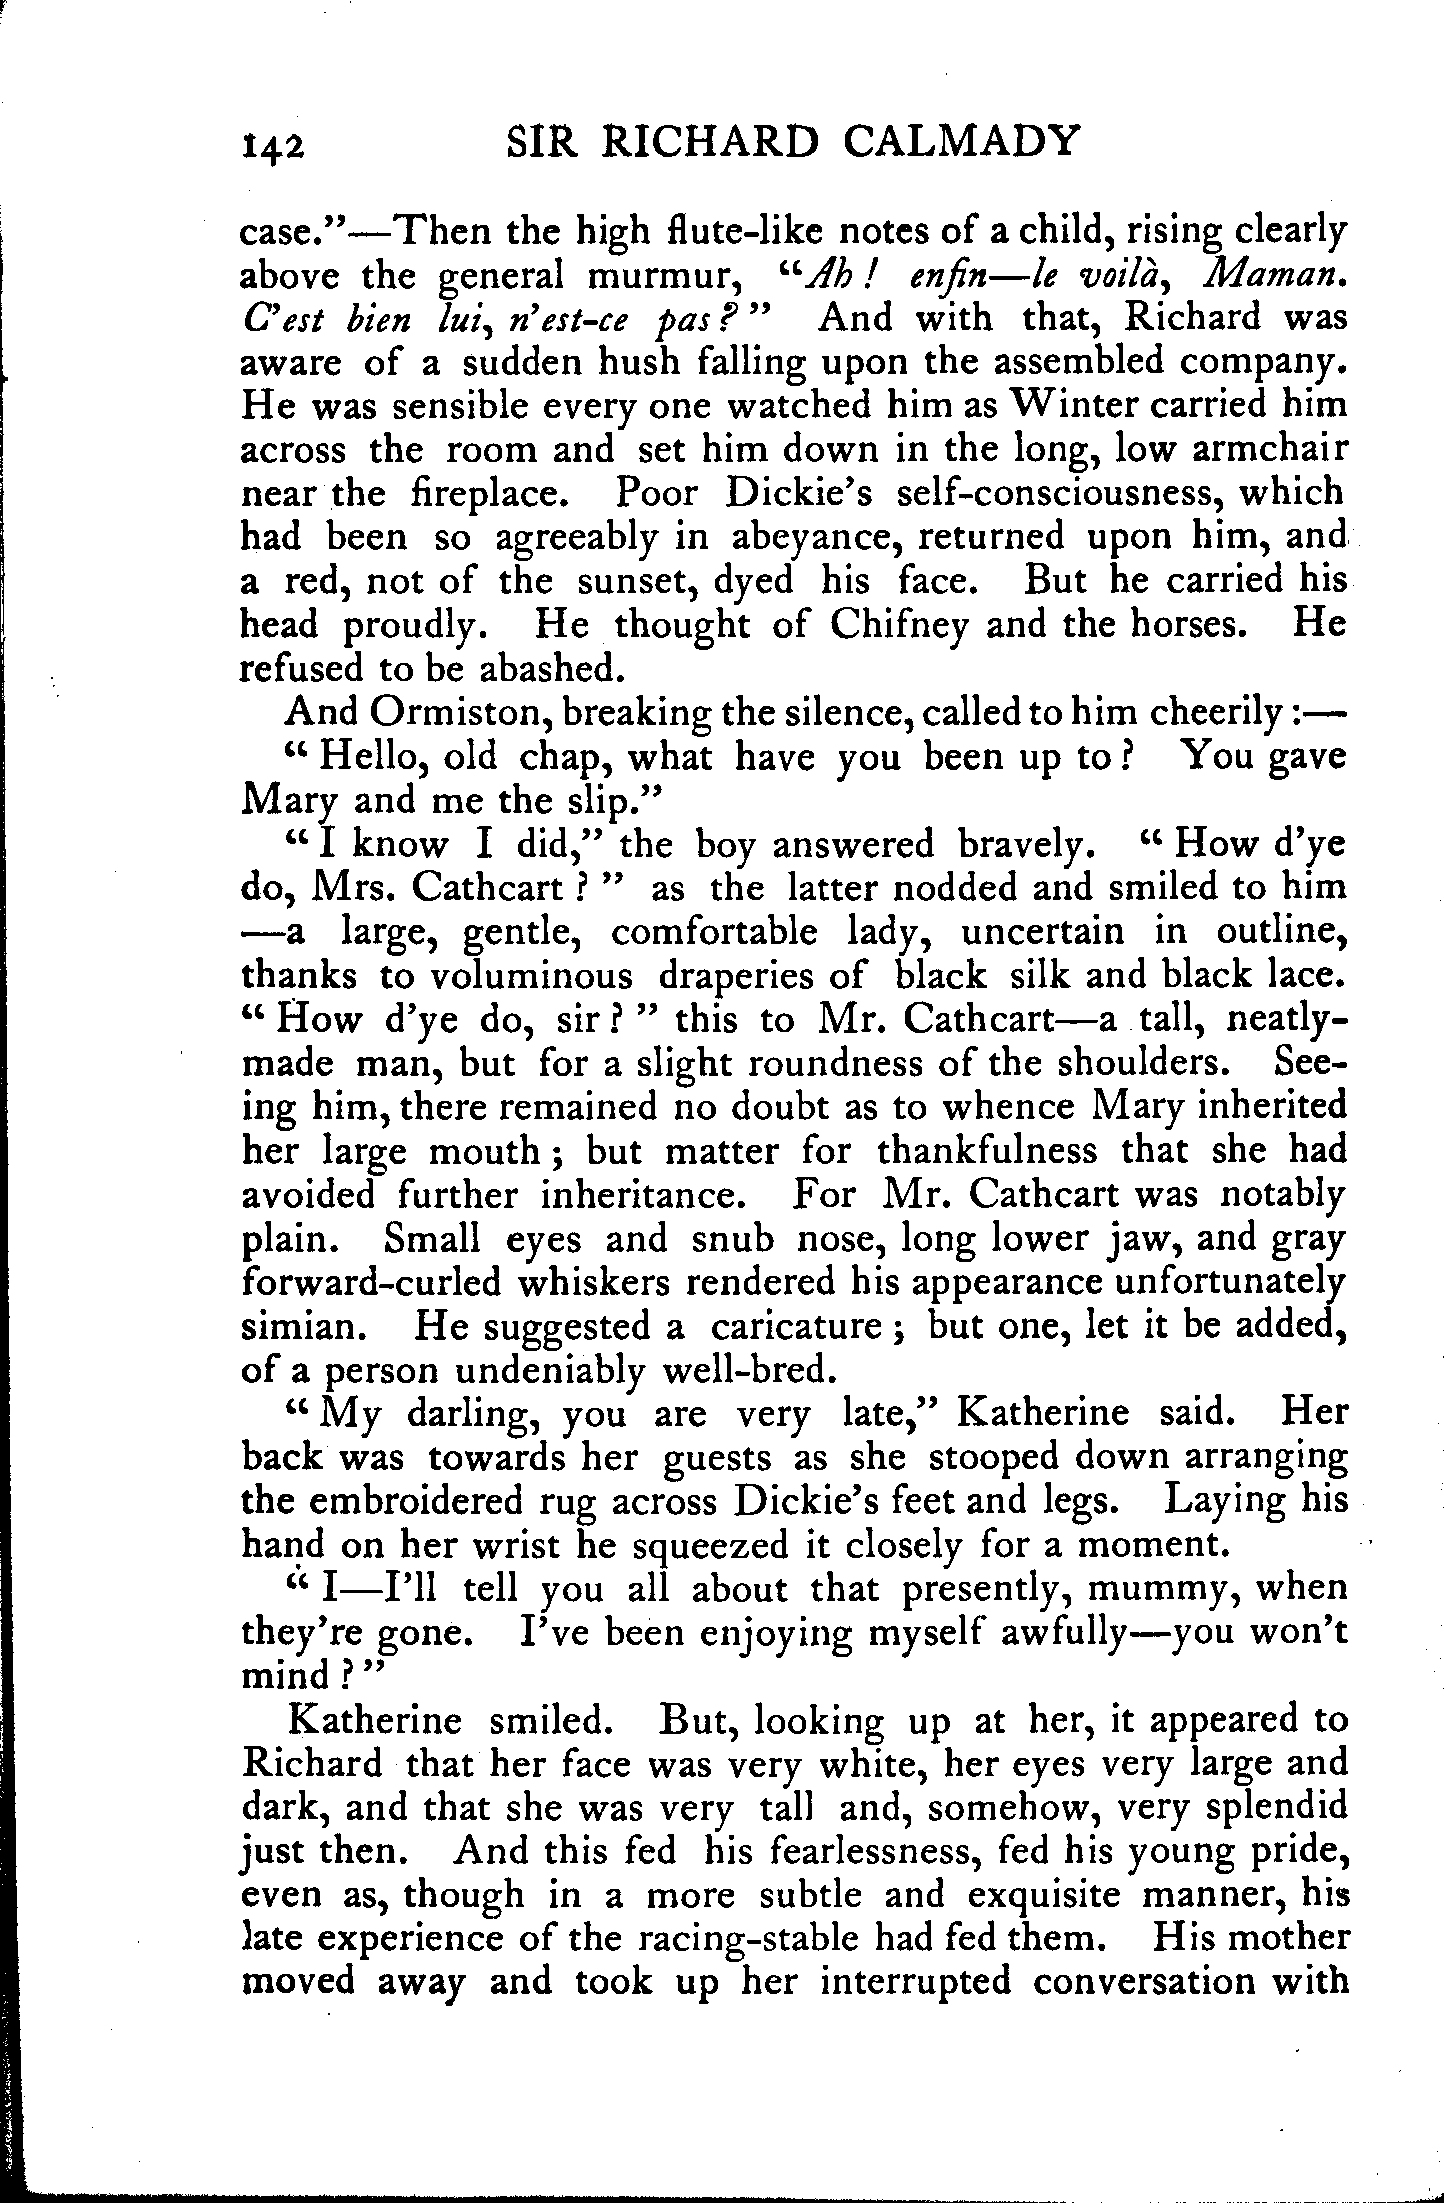 142 SIR RICHARD CALMADY
case."—Then the high flute-like notes of a child, rising clearly
above the general murmur, "Ah! enfin—le voilà, Maman.
C'est bien lui, n'est-ce pas?" And with that, Richard was
aware of a sudden hush falling upon the assembled company.
He was sensible every one watched him as Winter carried him
across the room and set him down in the long, low armchair
near the fireplace. Poor Dickie's self-consciousness, which
had been so agreeably in abeyance, returned upon him, and
a red, not of the sunset, dyed his face. But he carried his
head proudly. He thought of Chifney and the horses. He
refused to be abashed.
And Ormiston, breaking the silence, called to him cheerily:—
"Hello, old chap, what have you been up to? You gave
Mary and me the slip."
"I know I did," the boy answered bravely. "How d'ye
do, Mrs. Cathcart?" as the latter nodded and smiled to him
—a large, gentle, comfortable lady, uncertain in outline,
thanks to voluminous draperies of black silk and black lace.
"How d'ye do, sir?" this to Mr. Cathcart—a tall, neatly-
made man, but for a slight roundness of the shoulders. See-
ing him, there remained no doubt as to whence Mary inherited
her large mouth; but matter for thankfulness that she had
avoided further inheritance. For Mr. Cathcart was notably
plain. Small eyes and snub nose, long lower jaw, and gray
forward-curled whiskers rendered his appearance unfortunately
simian. He suggested a caricature; but one, let it be added,
of a person undeniably well-bred.
"My darling, you are very late," Katherine said. Her
back was towards her guests as she stooped down arranging
the embroidered rug across Dickie's feet and legs. Laying his
hand on her wrist he squeezed it closely for a moment.
"I—I'll tell you all about that presently, mummy, when
they're gone. I've been enjoying myself awfully—you won't
mind?"
Katherine smiled. But, looking up at her, it appeared to
Richard that her face was very white, her eyes very large and
dark, and that she was very tall and, somehow, very splendid
just then. And this fed his fearlessness, fed his young pride,
even as, though in a more subtle and exquisite manner, his
late experience of the racing-stable had fed them. His mother
moved away and took up her interrupted conversation with